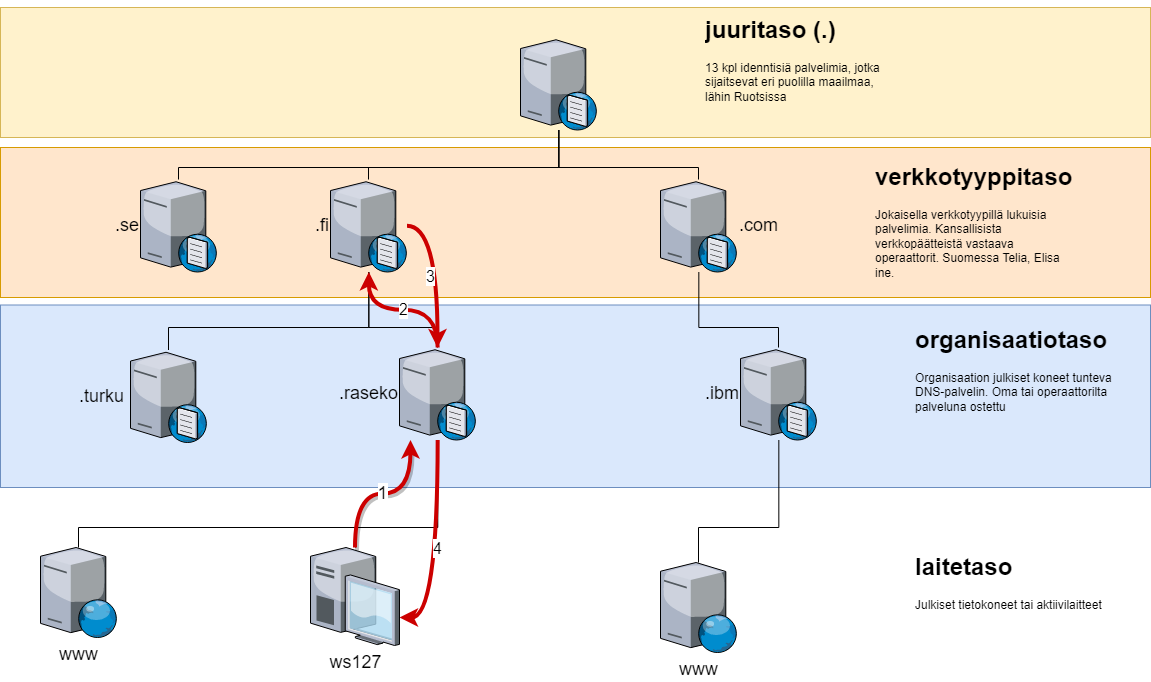 juuritaso (.)
13 kpl idenntisiä palvelimia, jotka
sijaitsevat eri puolilla maailmaa,
lähin Ruotsissa
verkkotyyppitaso
.se
.fi
.com
Jokaisella verkkotyypillä lukuisia
palvelimia. Kansallisista
verkkopäätteistä vastaava
operaattorit. Suomessa Telia, Elisa
ine.
3
2
organisaatiotaso
.turku
.raseko
.ibm
Organisaation julkiset koneet tunteva
DNS-palvelin. Oma tai operaattorilta
palveluna ostettu
1
4
laitetaso
Julkiset tietokoneet tai aktiivilaitteet
www
ws127
www